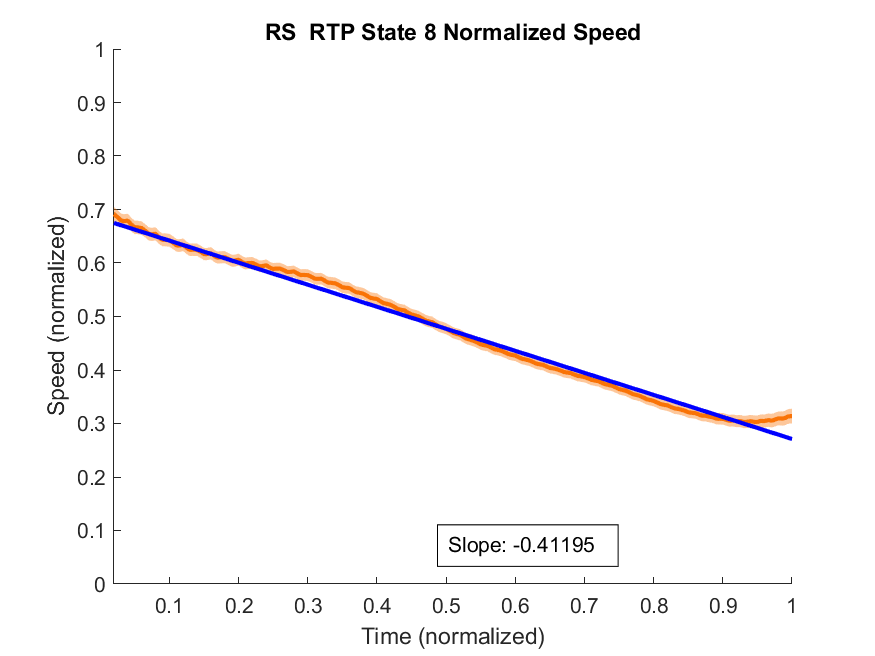 RS  RTP State 8 Normalized Speed
1
0.9
0.8
0.7
0.6
0.5
0.4
0.3
0.2
0.1
0
Speed (normalized)
Slope: -0.41195
0.1 0.2 0.3 0.4 0.5 0.6 0.7 0.8 0.9 1
Time (normalized)